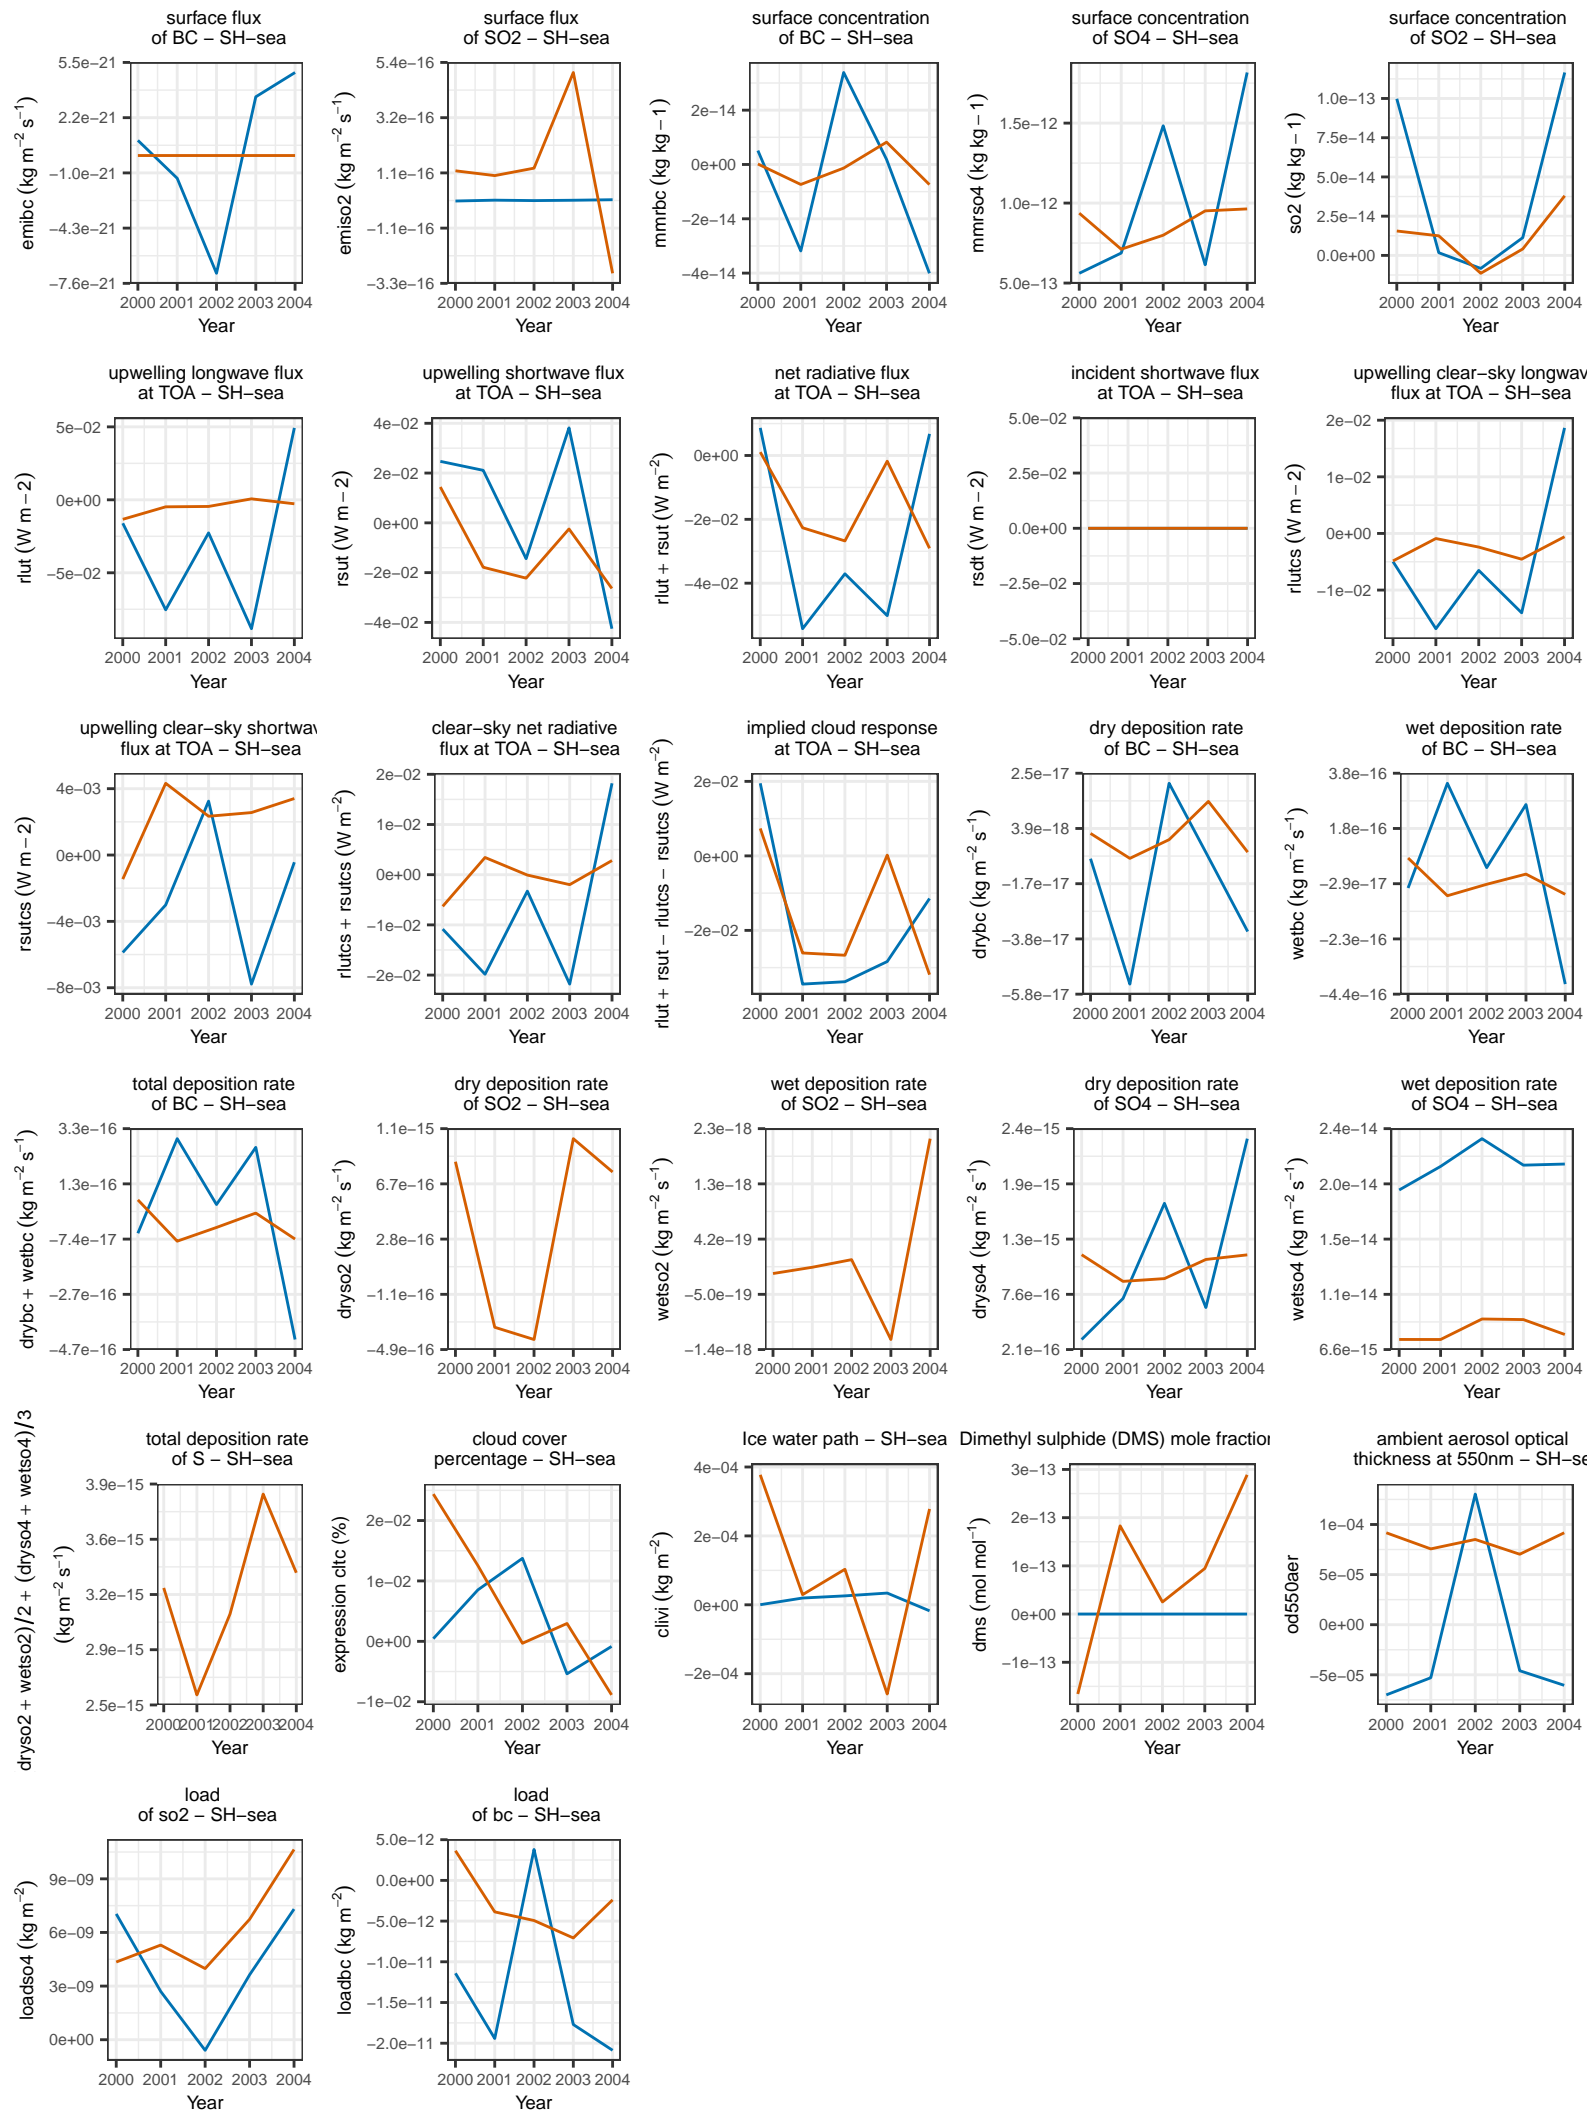 surface flux
of BC − SH−sea
emibc (kg m−2 s−1)
5.5e−21
2.2e−21
−1.0e−21
−4.3e−21
−7.6e−21
2000 2001 2002 2003 2004
Year
surface flux
of SO2 − SH−sea
emiso2 (kg m−2 s−1)
5.4e−16
3.2e−16
1.1e−16
−1.1e−16
−3.3e−16
2000 2001 2002 2003 2004
Year
surface concentration
of BC − SH−sea
mmrbc (kg kg − 1)
2e−14
0e+00
−2e−14
−4e−14
2000 2001 2002 2003 2004
Year
surface concentration
of SO4 − SH−sea
mmrso4 (kg kg − 1)
1.5e−12
1.0e−12
5.0e−13
2000 2001 2002 2003 2004
Year
surface concentration
of SO2 − SH−sea
so2 (kg kg − 1)
1.0e−13
7.5e−14
5.0e−14
2.5e−14
0.0e+00
2000 2001 2002 2003 2004
Year
upwelling longwave flux
at TOA − SH−sea
rlut (W m − 2)
5e−02
0e+00
−5e−02
2000 2001 2002 2003 2004
Year
upwelling shortwave flux
at TOA − SH−sea
rsut (W m − 2)
4e−02
2e−02
0e+00
−2e−02
−4e−02
2000 2001 2002 2003 2004
Year
net radiative flux
at TOA − SH−sea
rlut + rsut (W m−2)
0e+00
−2e−02
−4e−02
2000 2001 2002 2003 2004
Year
incident shortwave flux
at TOA − SH−sea
rsdt (W m − 2)
5.0e−02
2.5e−02
0.0e+00
−2.5e−02
−5.0e−02
2000 2001 2002 2003 2004
Year
upwelling clear−sky longwav
flux at TOA − SH−sea
rlutcs (W m − 2)
2e−02
1e−02
0e+00
−1e−02
2000 2001 2002 2003 2004
Year
upwelling clear−sky shortwav
flux at TOA − SH−sea
rsutcs (W m − 2)
4e−03
0e+00
−4e−03
−8e−03
2000 2001 2002 2003 2004
Year
clear−sky net radiative
flux at TOA − SH−sea
rlutcs + rsutcs (W m−2)
2e−02
1e−02
0e+00
−1e−02
−2e−02
2000 2001 2002 2003 2004
Year
implied cloud response
at TOA − SH−sea
rlut + rsut − rlutcs − rsutcs (W m−2)
2e−02
0e+00
−2e−02
2000 2001 2002 2003 2004
Year
dry deposition rate
of BC − SH−sea
drybc (kg m−2 s−1)
2.5e−17
3.9e−18
−1.7e−17
−3.8e−17
−5.8e−17
2000 2001 2002 2003 2004
Year
wet deposition rate
of BC − SH−sea
wetbc (kg m−2 s−1)
3.8e−16
1.8e−16
−2.9e−17
−2.3e−16
−4.4e−16
2000 2001 2002 2003 2004
Year
total deposition rate
of BC − SH−sea
drybc + wetbc (kg m−2 s−1)
3.3e−16
1.3e−16
−7.4e−17
−2.7e−16
−4.7e−16
2000 2001 2002 2003 2004
Year
dry deposition rate
of SO2 − SH−sea
dryso2 (kg m−2 s−1)
1.1e−15
6.7e−16
2.8e−16
−1.1e−16
−4.9e−16
2000 2001 2002 2003 2004
Year
wet deposition rate
of SO2 − SH−sea
wetso2 (kg m−2 s−1)
2.3e−18
1.3e−18
4.2e−19
−5.0e−19
−1.4e−18
2000 2001 2002 2003 2004
Year
dry deposition rate
of SO4 − SH−sea
dryso4 (kg m−2 s−1)
2.4e−15
1.9e−15
1.3e−15
7.6e−16
2.1e−16
2000 2001 2002 2003 2004
Year
wet deposition rate
of SO4 − SH−sea
wetso4 (kg m−2 s−1)
2.4e−14
2.0e−14
1.5e−14
1.1e−14
6.6e−15
2000 2001 2002 2003 2004
Year
total deposition rate
of S − SH−sea
dryso2 + wetso2)/2 + (dryso4 + wetso4)/3
(kg m−2 s−1)
3.9e−15
3.6e−15
3.2e−15
2.9e−15
2.5e−15
2000 2001 2002 2003 2004
Year
cloud cover
percentage − SH−sea
expression cltc (%)
2e−02
1e−02
0e+00
−1e−02
2000 2001 2002 2003 2004
Year
Ice water path − SH−sea
clivi (kg m−2)
4e−04
2e−04
0e+00
−2e−04
2000 2001 2002 2003 2004
Year
Dimethyl sulphide (DMS) mole fraction
dms (mol mol−1)
3e−13
2e−13
1e−13
0e+00
−1e−13
2000 2001 2002 2003 2004
Year
ambient aerosol optical
thickness at 550nm − SH−se
od550aer
1e−04
5e−05
0e+00
−5e−05
2000 2001 2002 2003 2004
Year
load
of so2 − SH−sea
loadso4 (kg m−2)
9e−09
6e−09
3e−09
0e+00
2000 2001 2002 2003 2004
Year
load
of bc − SH−sea
loadbc (kg m−2)
5.0e−12
0.0e+00
−5.0e−12
−1.0e−11
−1.5e−11
−2.0e−11
2000 2001 2002 2003 2004
Year